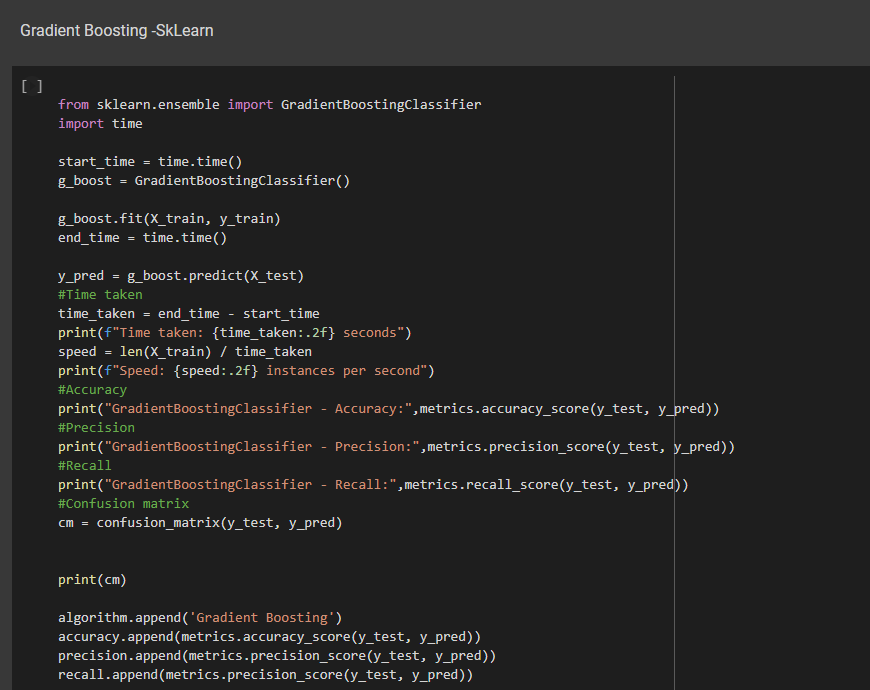 Gradient Boosting -SkLearn
[ ]
from sklearn.ensemble import GradientBoostingClassifier
import time
start_time = time.time()
g_boost = GradientBoostingClassifier()
g_boost.fit(X_train, y_train)
end_time = time.time()
y_pred = g_boost.predict(X_test)
#Time taken
time_taken = end_time - start_time
print(f"Time taken: {time_taken:.2f} seconds")
speed = len(X_train) / time_taken
print(f"Speed: {speed:.2f} instances per second")
#Accuracy
print("GradientBoostingClassifier - Accuracy:",metrics.accuracy_score(y_test, y_pred))
#Precision
print("GradientBoostingClassifier - Precision:",metrics.precision_score(y_test, y_pred))
#Recall
print("GradientBoostingClassifier - Recall:",metrics.recall_score(y_test, y_pred))
#Confusion matrix
cm = confusion_matrix(y_test, y_pred)
print(cm)
algorithm.append('Gradient Boosting')
accuracy.append(metrics.accuracy_score(y_test, y_pred))
precision.append(metrics.precision_score(y_test, y_pred))
recall.append(metrics.precision_score(y_test, y_pred))